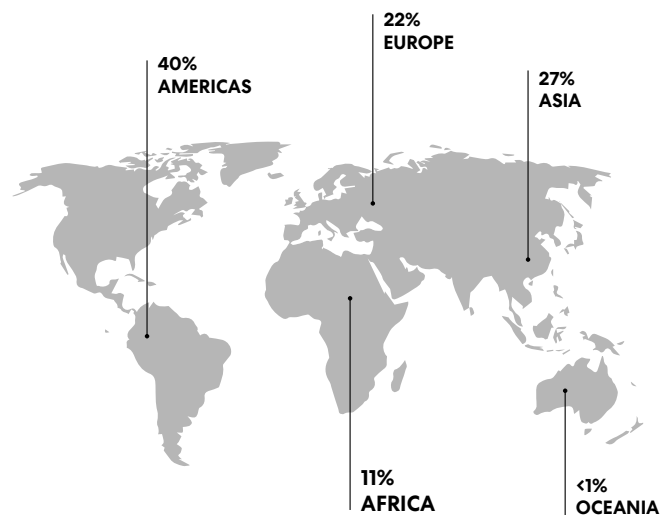 22%
EUROPE
40%
AMERICAS
27%
ASIA
11%
AFRICA
<1%
OCEANIA